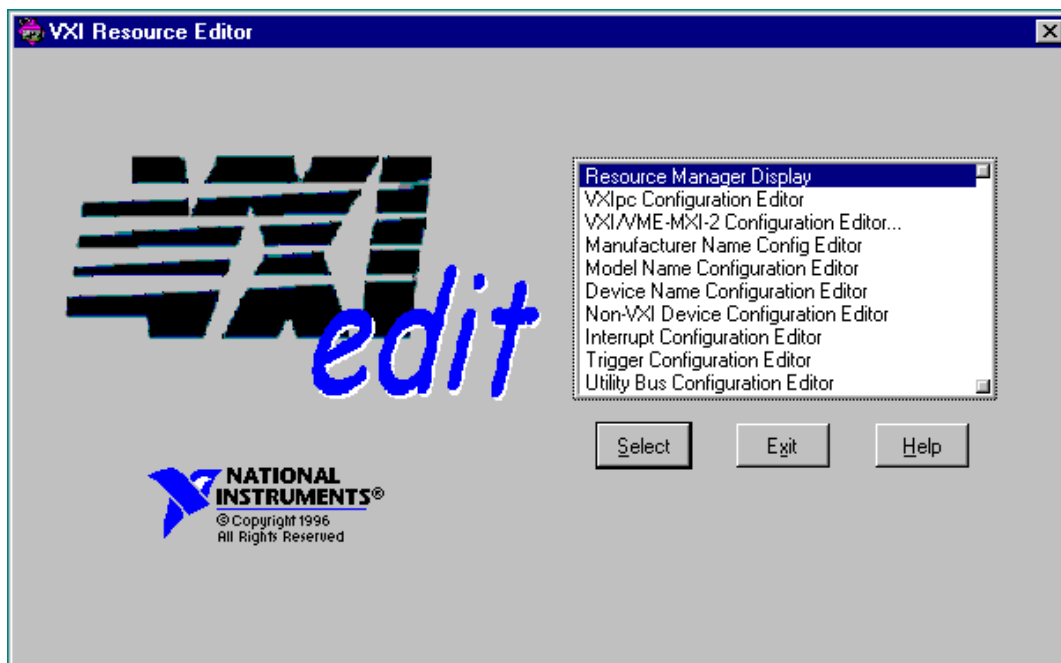 VXI Resource Editor
VXI
edit
Resource Manager Display
VXIpc Configuration Editor
VXI/VME-MXI-2 Configuration Editor...
Manufacturer Name Config Editor
Model Name Configuration Editor
Device Name Configuration Editor
Non-VXI Device Configuration Editor
Interrupt Configuration Editor
Trigger Configuration Editor
Utility Bus Configuration Editor
Select
Exit
Help
NATIONAL
INSTRUMENTS®
© Copyright 1996
All Rights Reserved